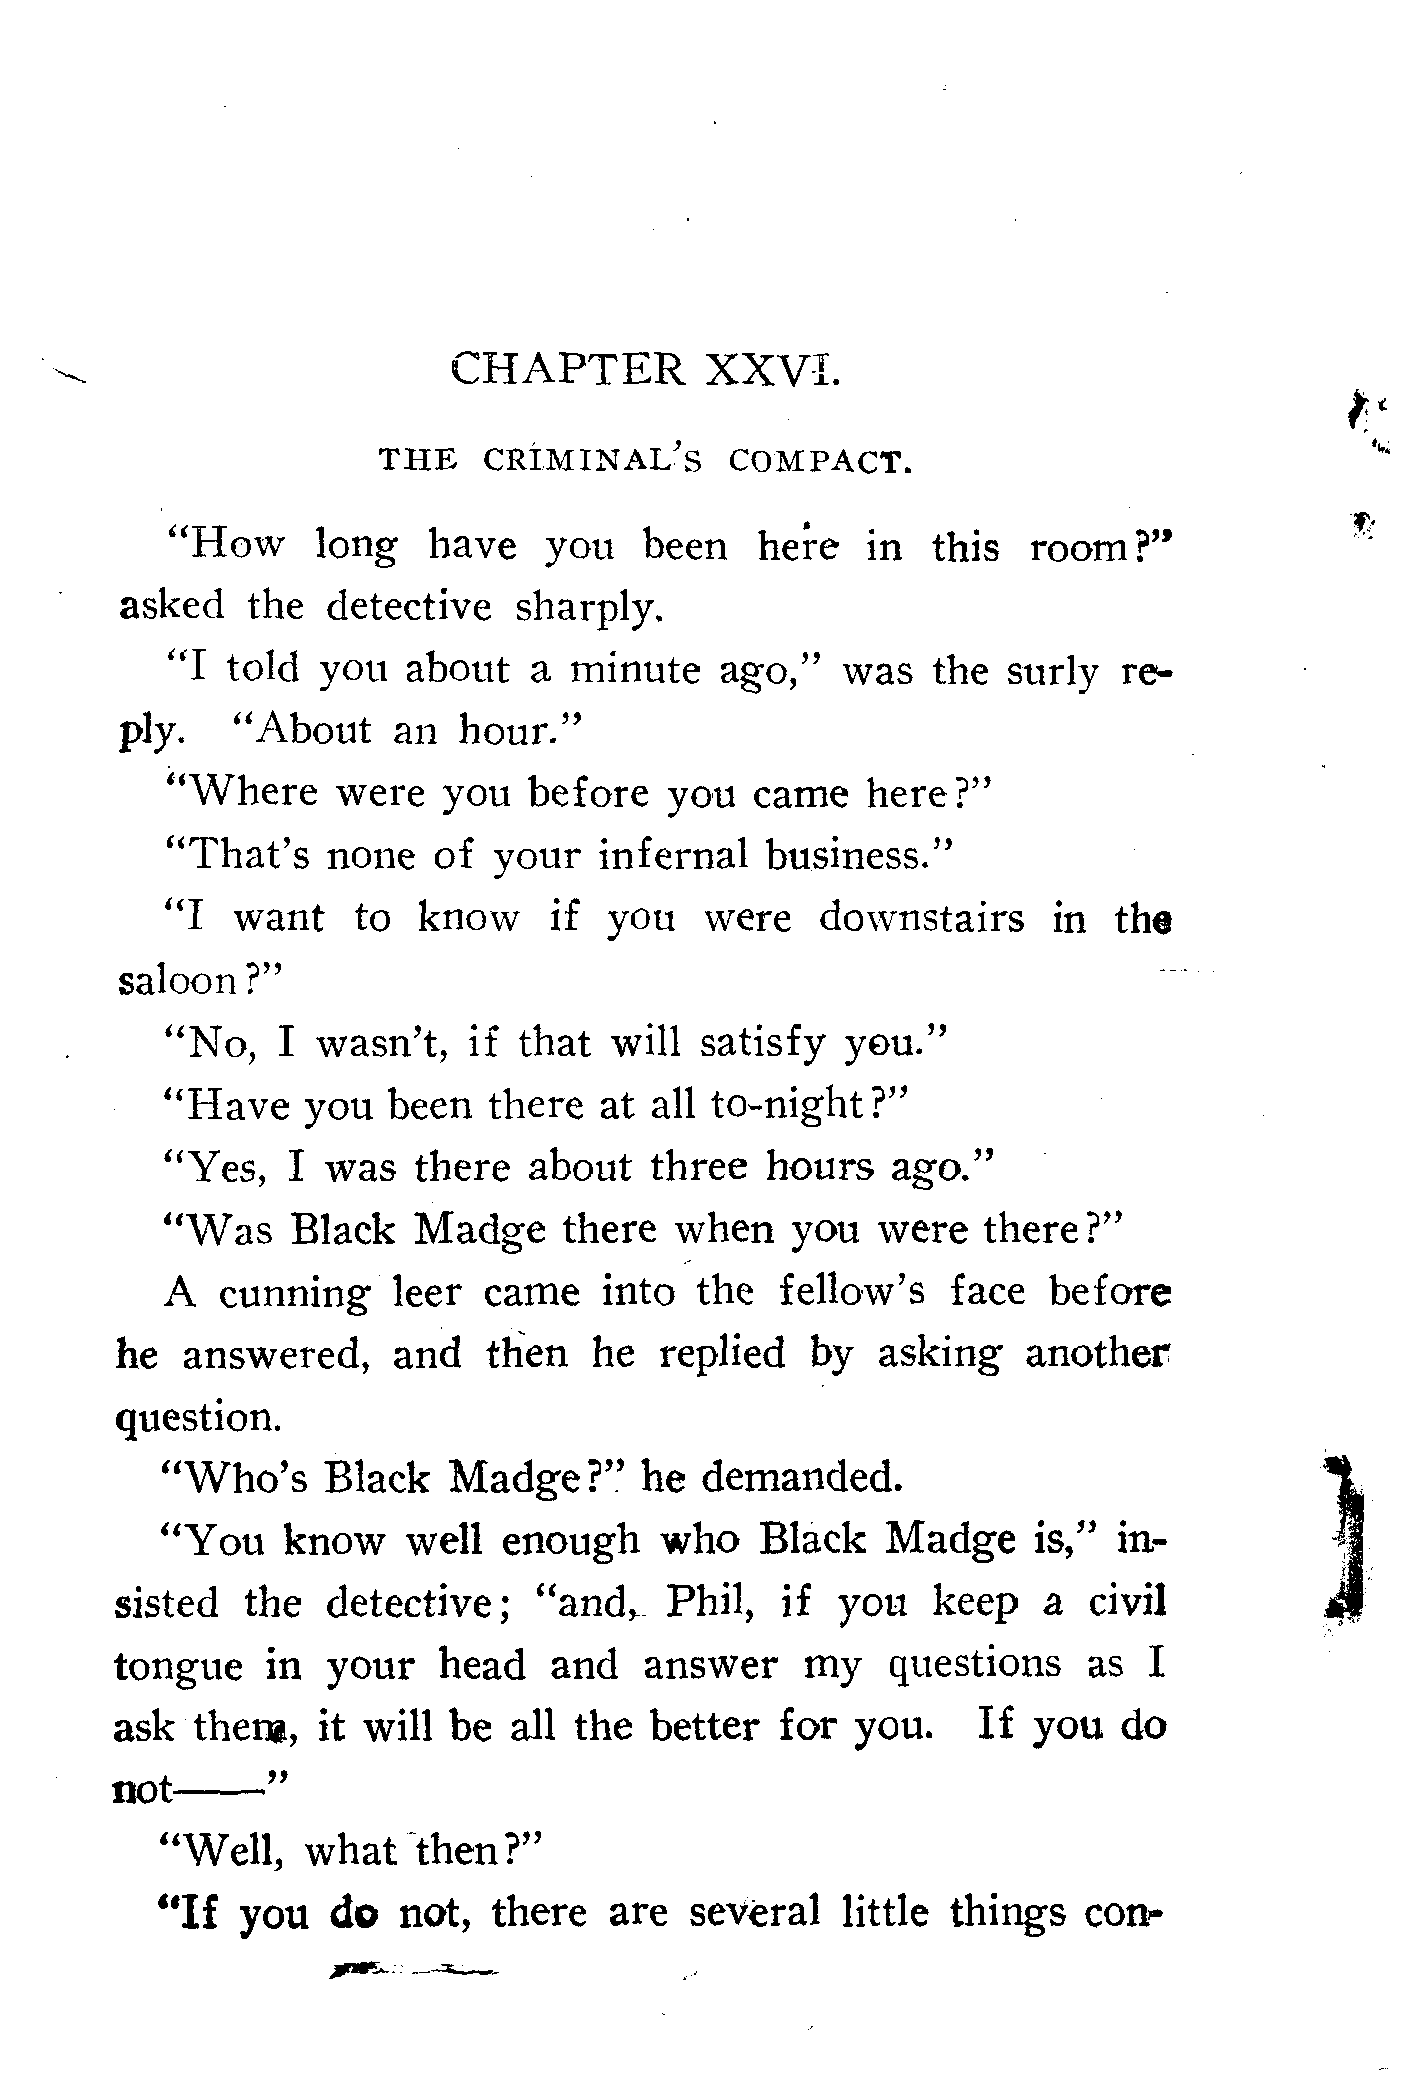 CHAPTER XXVI.
THE CRIMINAL'S COMPACT.
"How long have you been here in this room?"
asked the detective sharply.
"I told you about a minute ago," was the surly re-
ply. "About an hour."
"Where were you before you came here?"
"That's none of your infernal business."
"I want to know if you were downstairs in the
saloon?"
"No, I wasn't, if that will satisfy you."
"Have you been there at all to-night?"
"Yes, I was there about three hours ago."
"Was Black Madge there when you were there?"
A cunning leer came into the fellow's face before
he answered, and then he replied by asking another
question.
"Who's Black Madge?" he demanded.
"You know well enough who Black Madge is," in-
sisted the detective; "and, Phil, if you keep a civil
tongue in your head and answer my questions as I
ask them, it will be all the better for you. If you do
not——"
"Well, what then?"
"If you do not, there are several little things con-